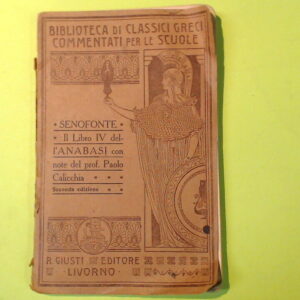 BIBLIOTECA DI CLASSICI GRECI
COMMENTATI PER LE SCUOLE
SENOFONTE
Il Libro IV del-
l'ANABASI con
note del prof. Paolo
Calicchia
Seconda edizione
R. GIUSTI EDITORE
LIVORNO